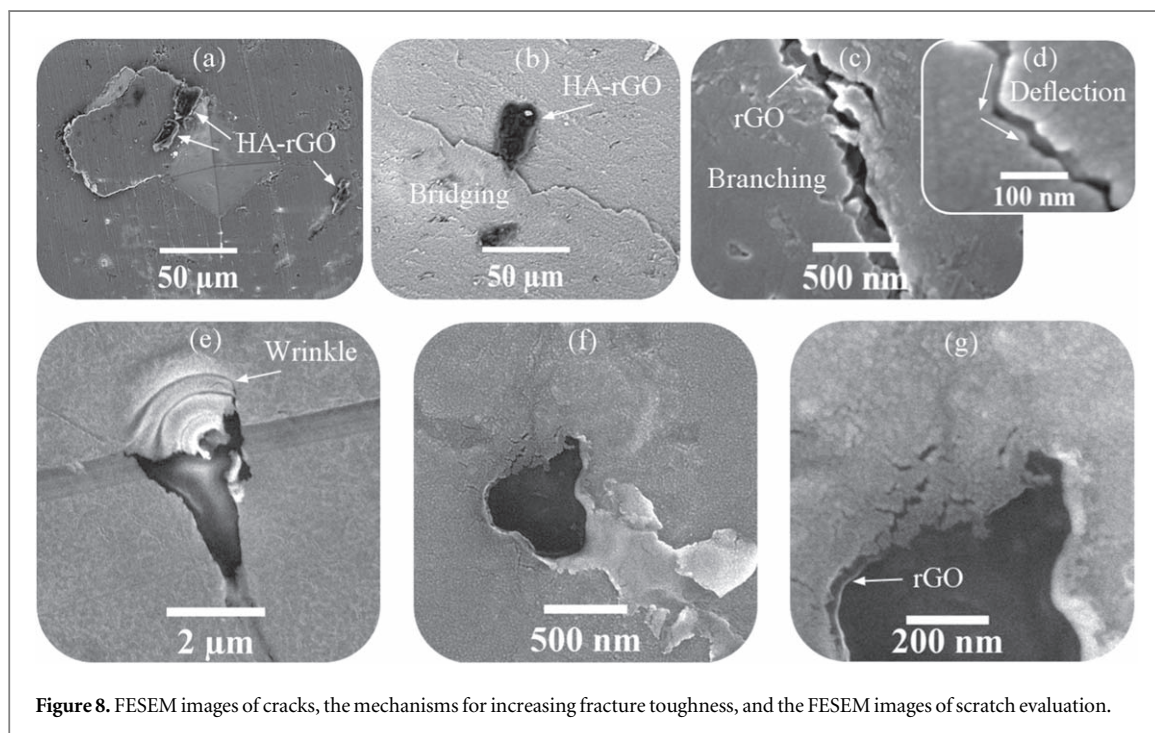 (a)
HA-rGO
50 µm
(b)
HA-rGO
Bridging
50 µm
(c)
rGO
Branching
500 nm
(d)
Deflection
100 nm
(e)
Wrinkle
2 µm
(f)
500 nm
(g)
rGO
200 nm
Figure 8. FESEM images of cracks, the mechanisms for increasing fracture toughness, and the FESEM images of scratch evaluation.